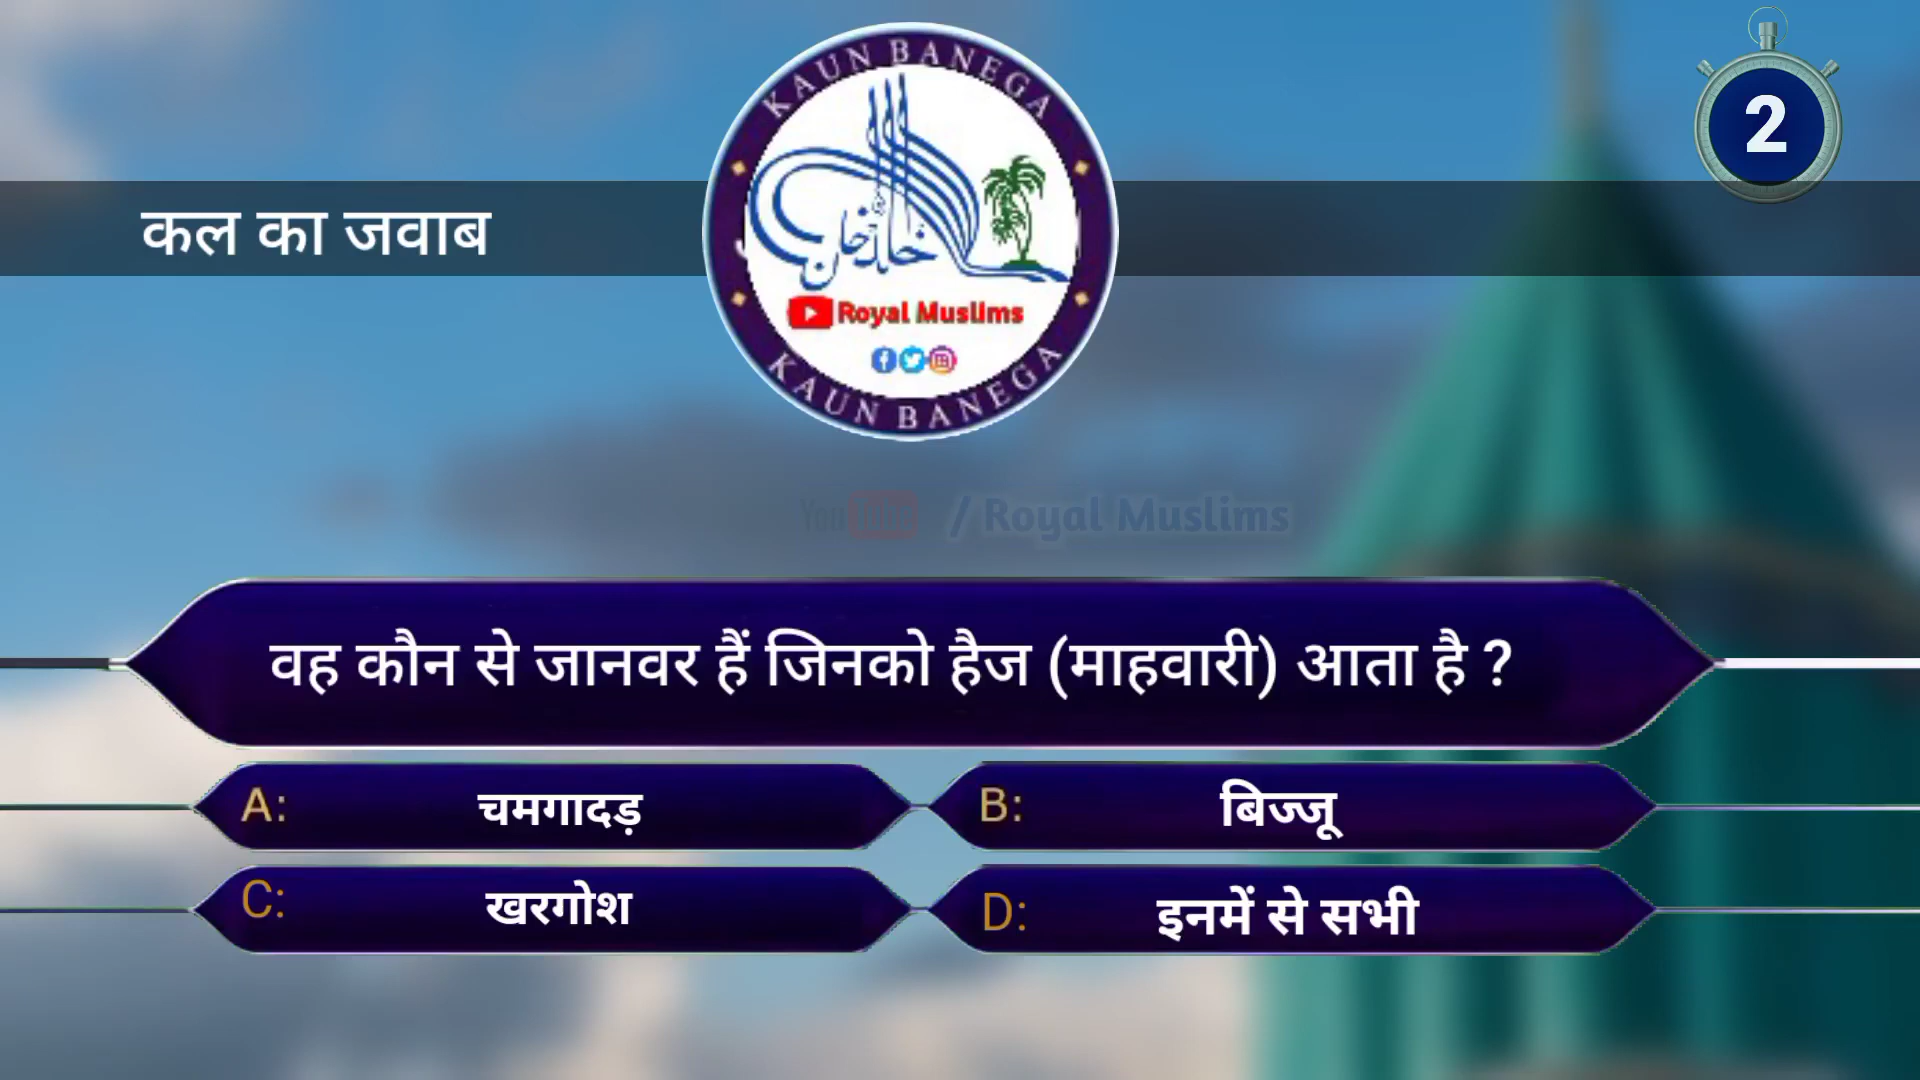 KAUN BANEGA
2
कल का जवाब
Royal Muslims
KAUN BANEGA
YouTube / Royal Muslims
वह कौन से जानवर हैं जिनको हैज (माहवारी) आता है ?
A: चमगादड़
B: बिज्जू
C: खरगोश
D: इनमें से सभी